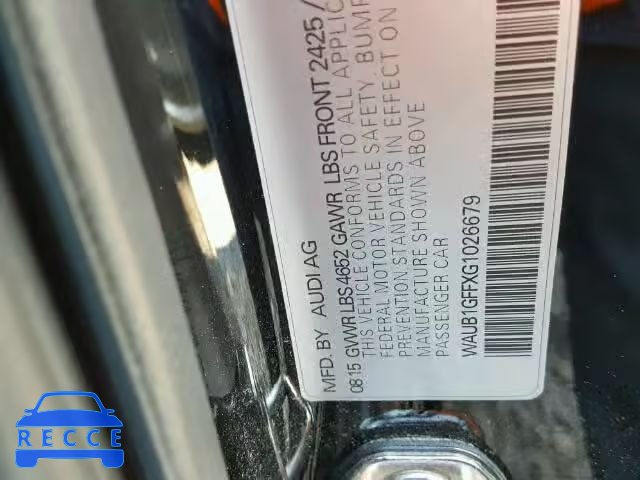 MFD. BY AUDI AG
08 15 GVWR LBS 4652 GAWR LBS FRONT 2425 /
THIS VEHICLE CONFORMS TO ALL APPLIC
FEDERAL MOTOR VEHICLE SAFETY, BUMP
PREVENTION STANDARDS IN EFFECT ON
MANUFACTURE SHOWN ABOVE
PASSENGER CAR
WAUB1GFFXG1026679
RECCE